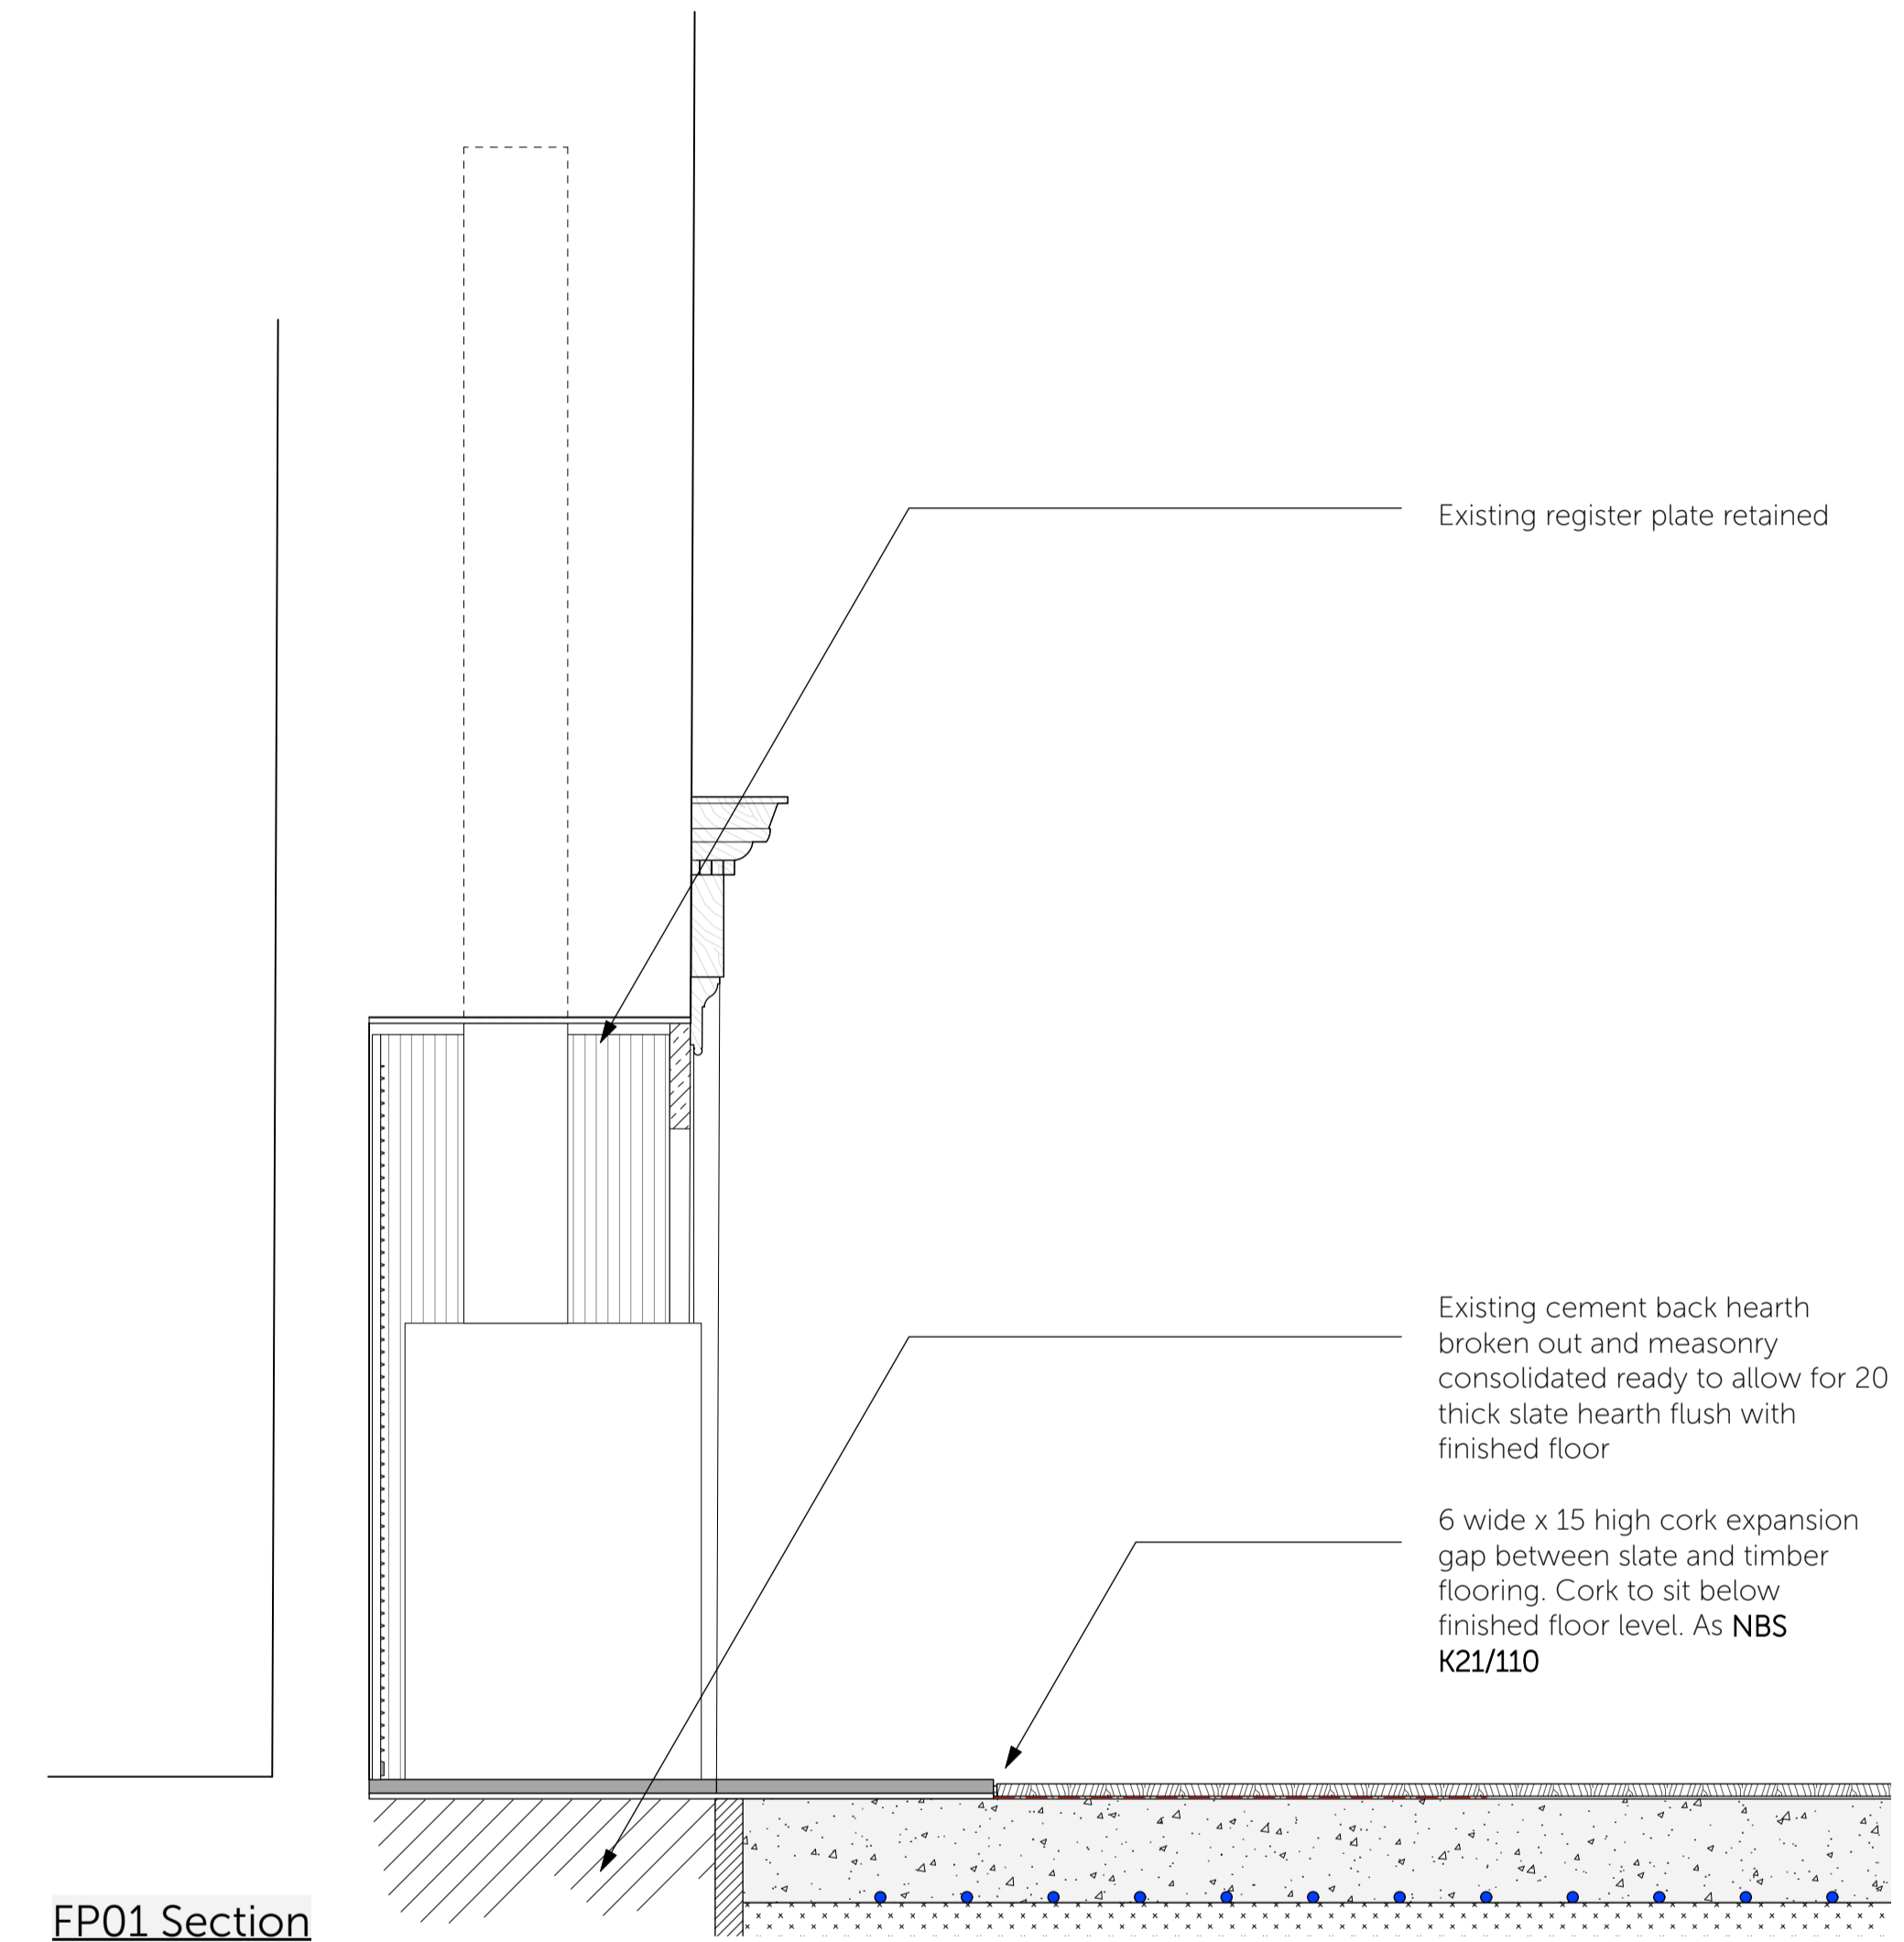 Existing register plate retained
Existing cement back hearth
broken out and measonry
consolidated ready to allow for 20
thick slate hearth flush with
finished floor
6 wide x 15 high cork expansion
gap between slate and timber
flooring. Cork to sit below
finished floor level. As NBS
K21/110
FP01 Section